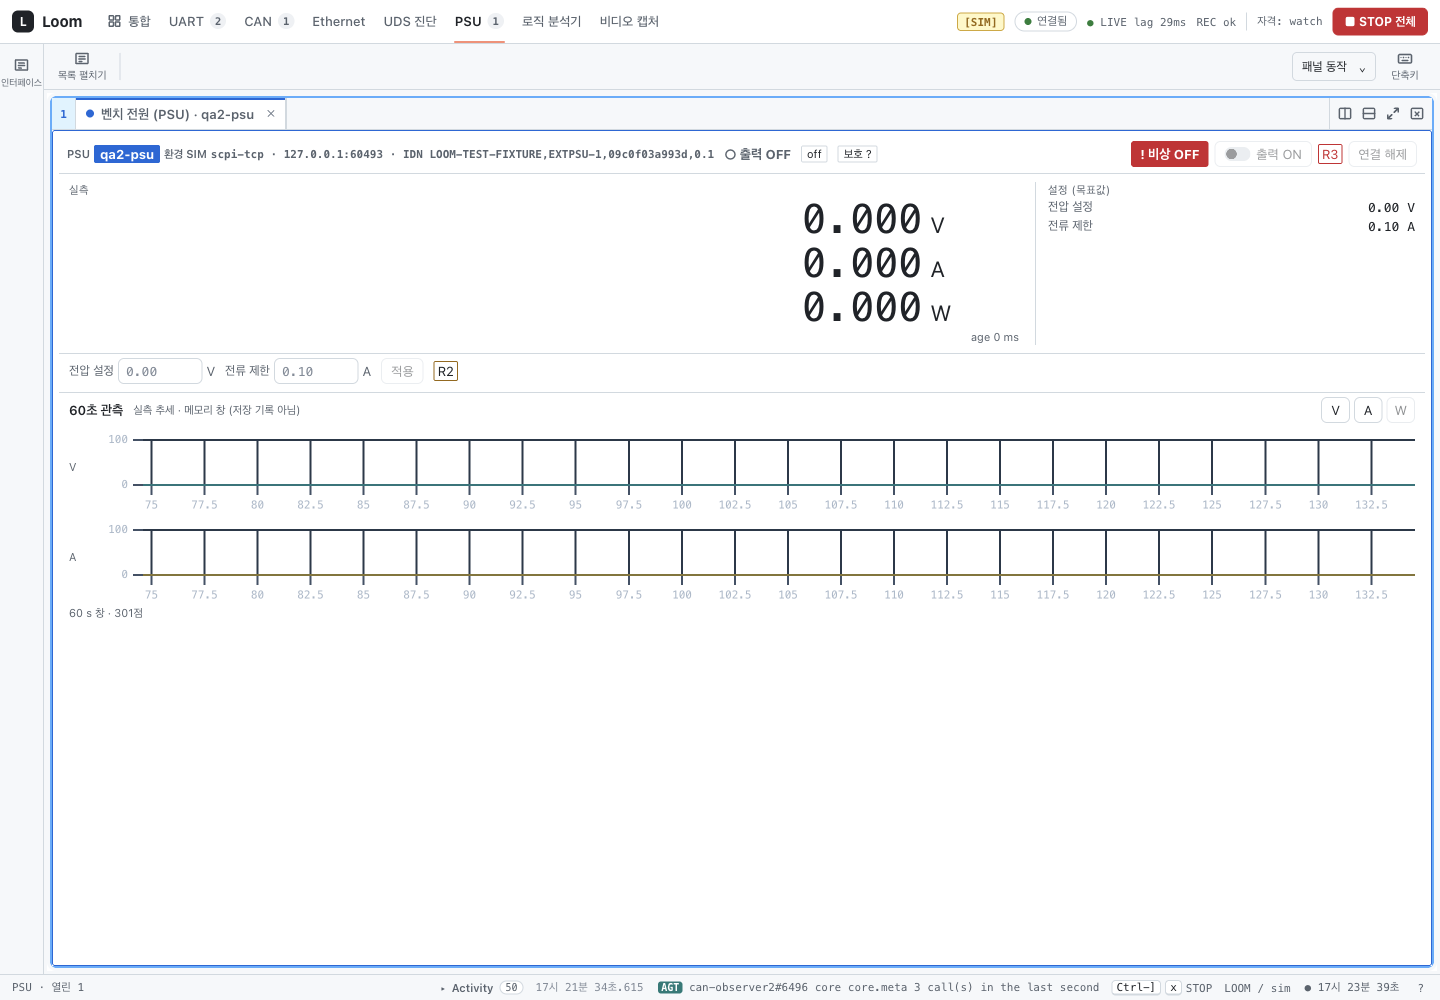 L Loom 통합 UART 2 CAN 1 Ethernet UDS 진단 PSU 1 로직 분석기 비디오 캡처 [SIM] 연결됨 LIVE lag 29ms REC ok 자격: watch STOP 전체
인터페이스 목록 펼치기 패널 동작 단축키
1 벤치 전원 (PSU) · qa2-psu ×
PSU qa2-psu 환경 SIM scpi-tcp · 127.0.0.1:60493 · IDN LOOM-TEST-FIXTURE,EXTPSU-1,09c0f03a993d,0.1 출력 OFF off 보호 ? ! 비상 OFF 출력 ON R3 연결 해제
실측
0.000 V
0.000 A
0.000 W
age 0 ms
설정 (목표값)
전압 설정 0.00 V
전류 제한 0.10 A
전압 설정 0.00 V 전류 제한 0.10 A 적용 R2
60초 관측 실측 추세 · 메모리 창 (저장 기록 아님) V A W
100
V
0
75 77.5 80 82.5 85 87.5 90 92.5 95 97.5 100 102.5 105 107.5 110 112.5 115 117.5 120 122.5 125 127.5 130 132.5
100
A
0
75 77.5 80 82.5 85 87.5 90 92.5 95 97.5 100 102.5 105 107.5 110 112.5 115 117.5 120 122.5 125 127.5 130 132.5
60 s 창 · 301점
PSU · 열린 1 ▸ Activity 50 17시 21분 34초.615 AGT can-observer2#6496 core core.meta 3 call(s) in the last second Ctrl-] x STOP LOOM / sim ● 17시 23분 39초 ?